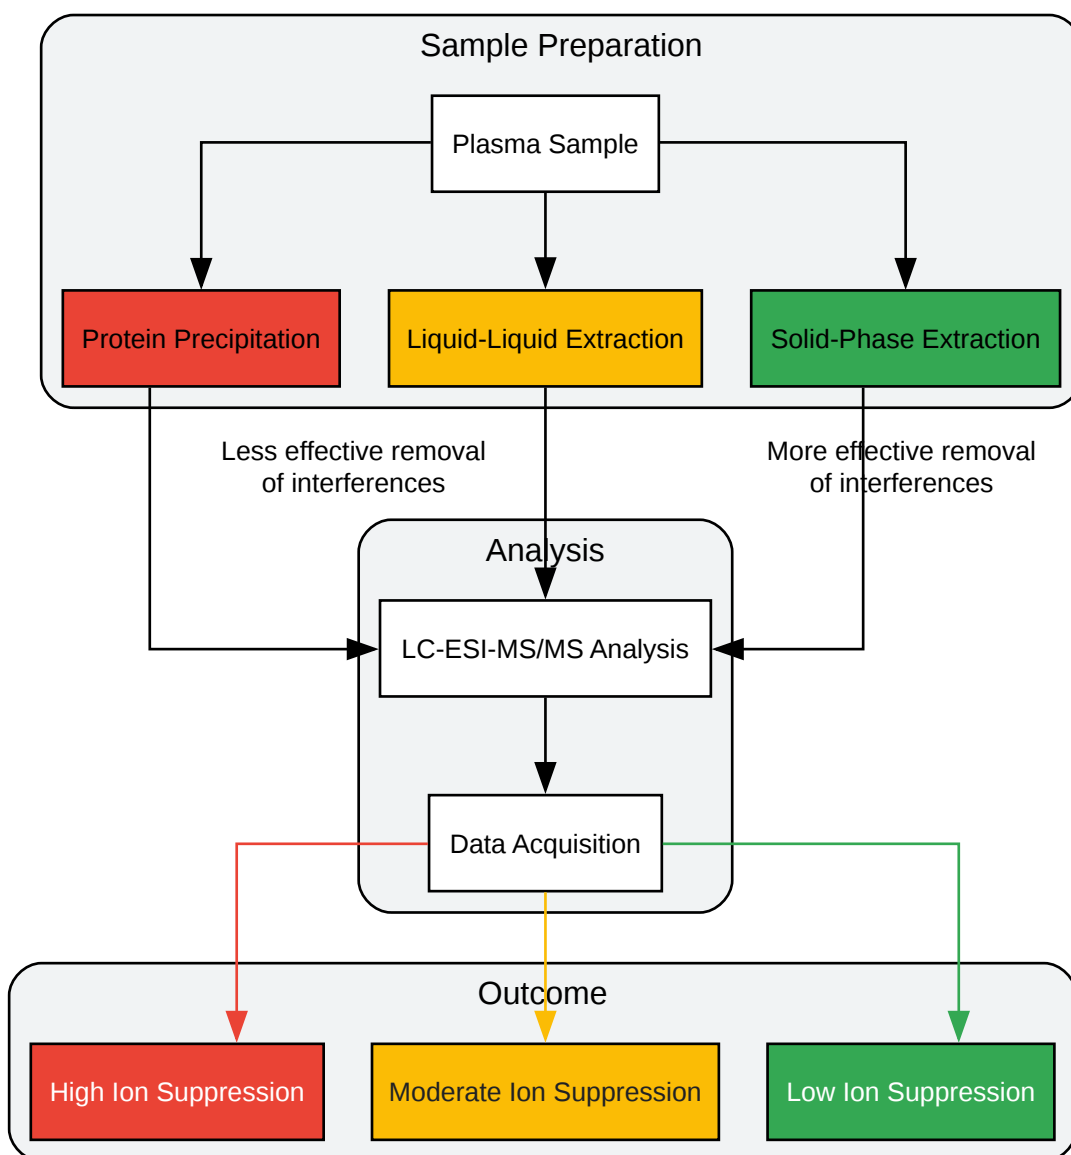 Sample Preparation
Plasma Sample
Protein Precipitation
Liquid-Liquid Extraction
Solid-Phase Extraction
Less effective removal
of interferences
More effective removal
of interferences
Analysis
LC-ESI-MS/MS Analysis
Data Acquisition
Outcome
High Ion Suppression
Moderate Ion Suppression
Low Ion Suppression